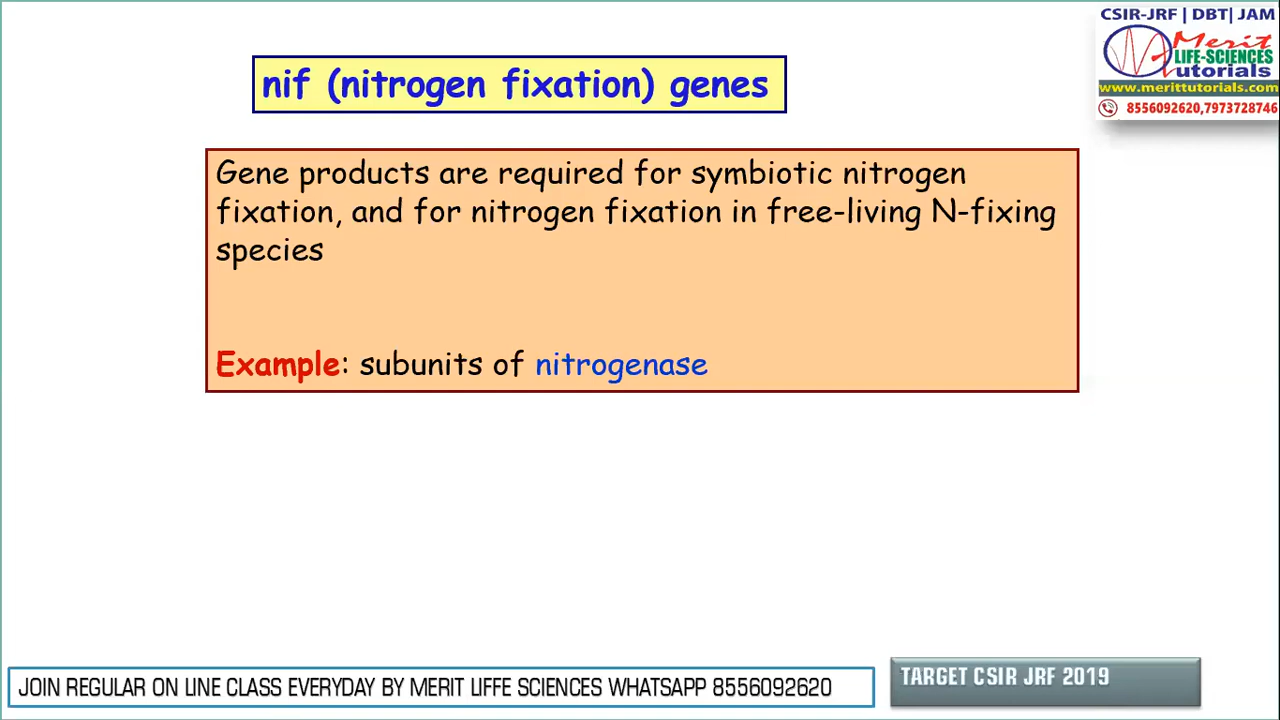 CSIR-JRF | DBT| JAM
Merit
LIFE-SCIENCES
utorials
www.merittutorials.com
8556092620,7973728746
nif (nitrogen fixation) genes
Gene products are required for symbiotic nitrogen
fixation, and for nitrogen fixation in free-living N-fixing
species
Example: subunits of nitrogenase
JOIN REGULAR ON LINE CLASS EVERYDAY BY MERIT LIFFE SCIENCES WHATSAPP 8556092620
TARGET CSIR JRF 2019